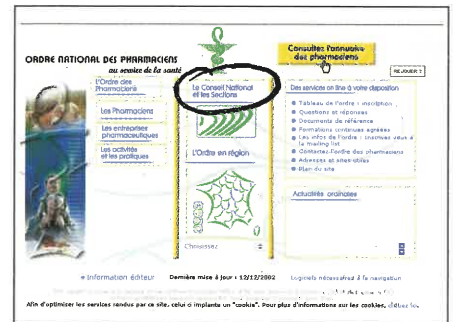 ORDRE NATIONAL DES PHARMACIENS
au service de la santé
Consultez l'annuaire
des pharmaciens
REJOUER ?
L'Ordre des
Pharmaciens
Les Pharmaciens
Les entreprises
pharmaceutiques
Les activités
et les pratiques
Le Conseil National
et les Sections
L'Ordre en région
Choisissez
Des services on line à votre disposition
Tableau de l'ordre : inscription
Questions et réponses
Documents de référence
Formations continues agréées
Les infos de l'ordre : inscrivez vous à
la mailing list
Contactez l'ordre des pharmaciens
Adresses et sites utiles
Plan du site
Actualités ordinales
Information éditeur
Dernière mise à jour : 12/12/2002
Logiciels nécessaires à la navigation
Afin d'optimiser les services rendus par ce site, celui ci implante un "cookie". Pour plus d'informations sur les cookies, cliquez ici.